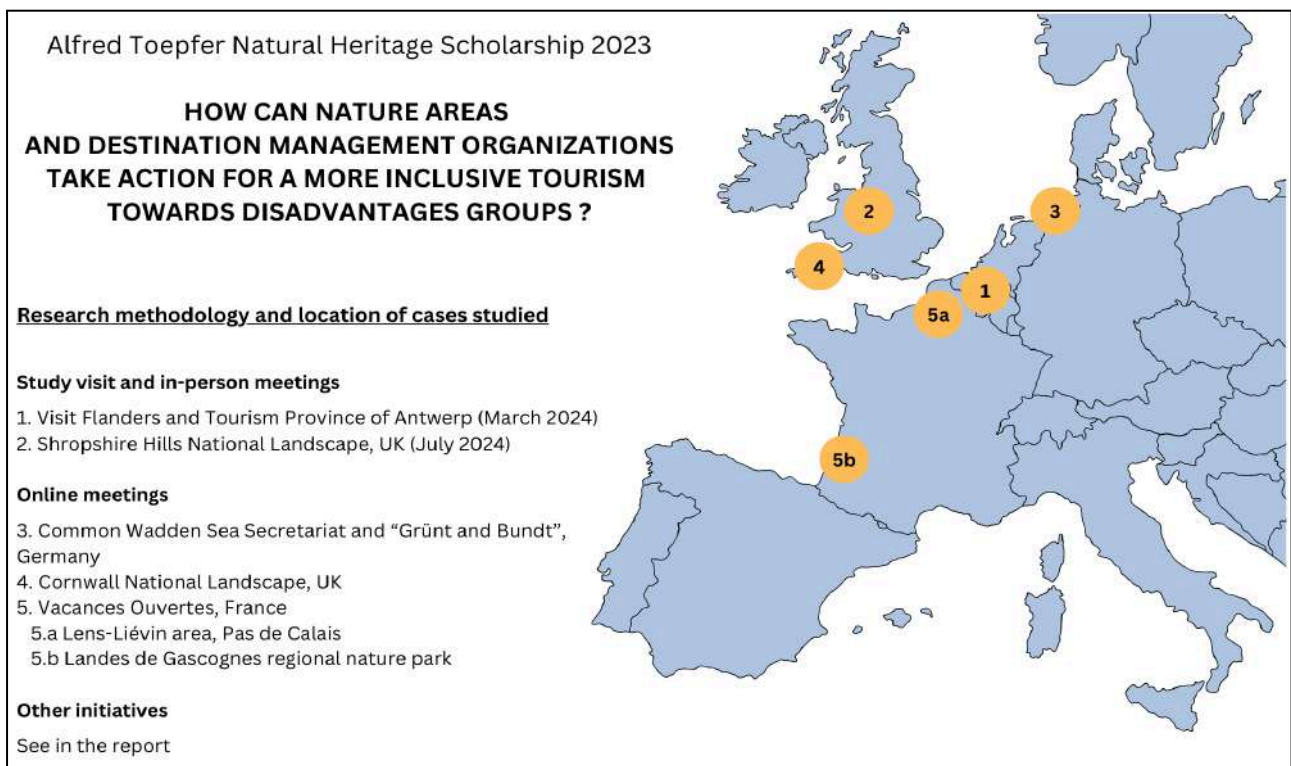 Alfred Toepfer Natural Heritage Scholarship 2023
HOW CAN NATURE AREAS
AND DESTINATION MANAGEMENT ORGANIZATIONS
TAKE ACTION FOR A MORE INCLUSIVE TOURISM
TOWARDS DISADVANTAGES GROUPS ?
Research methodology and location of cases studied
Study visit and in-person meetings
1. Visit Flanders and Tourism Province of Antwerp (March 2024)
2. Shropshire Hills National Landscape, UK (July 2024)
Online meetings
3. Common Wadden Sea Secretariat and “Grünt and Bundt”,
Germany
4. Cornwall National Landscape, UK
5. Vacances Ouvertes, France
5.a Lens-Liévin area, Pas de Calais
5.b Landes de Gascognes regional nature park
Other initiatives
See in the report
2
3
4
1
5a
5b